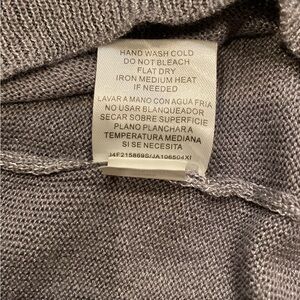 HAND WASH COLD
DO NOT BLEACH
FLAT DRY
IRON MEDIUM HEAT
IF NEEDED
LAVAR A MANO CON AGUA FRIA
NO USAR BLANQUEADOR
SECAR SOBRE SUPERFICIE
PLANO PLANCHAR A
TEMPERATURA MEDIANA
SI SE NECESITA